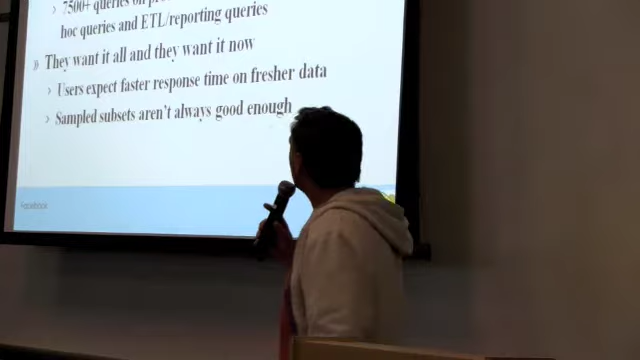 › 7500+ queries on
hoc queries and ETL/reporting queries
» They want it all and they want it now
› Users expect faster response time on fresher data
› Sampled subsets aren't always good enough
Facebook